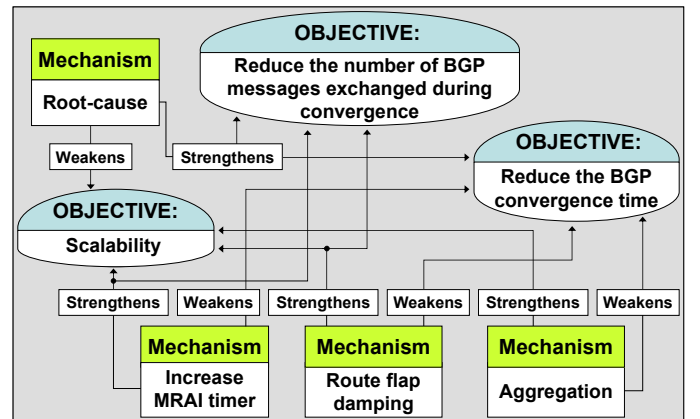 OBJECTIVE:
Reduce the number of BGP
messages exchanged during
convergence
Mechanism
Root-cause
Weakens
Strengthens
OBJECTIVE:
Reduce the BGP
convergence time
OBJECTIVE:
Scalability
Strengthens
Weakens
Strengthens
Weakens
Strengthens
Weakens
Mechanism
Increase
MRAI timer
Mechanism
Route flap
damping
Mechanism
Aggregation